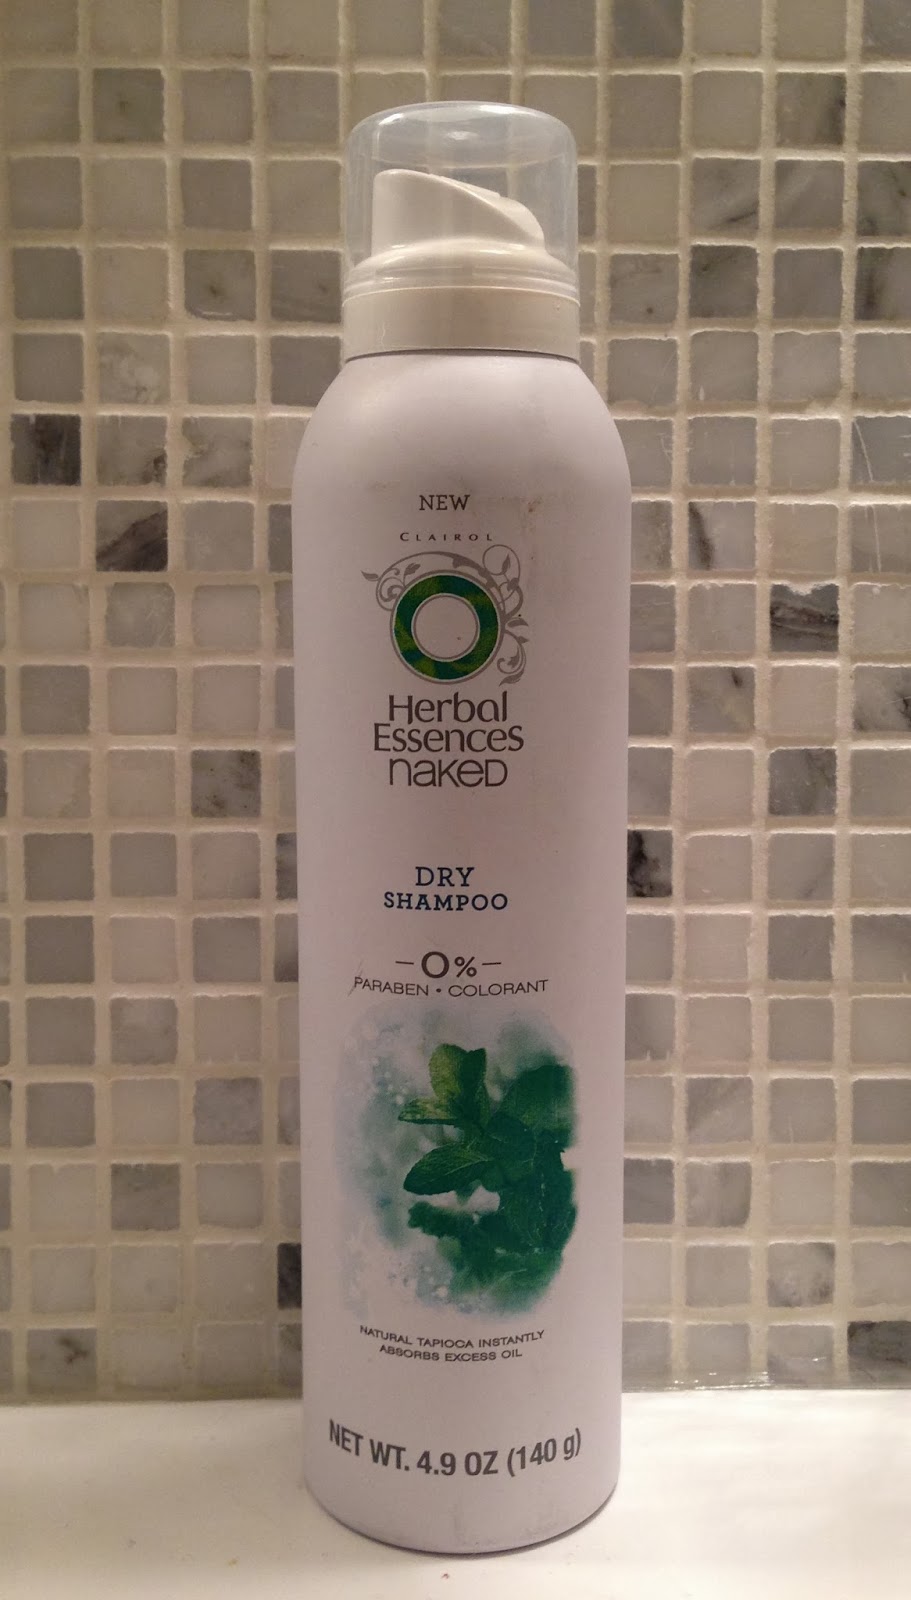 NEW
CLAIROL
Herbal
Essences
naked
DRY
SHAMPOO
–0%–
PARABEN • COLORANT
NATURAL TAPIOCA INSTANTLY
ABSORBS EXCESS OIL
NET WT. 4.9 OZ (140 g)